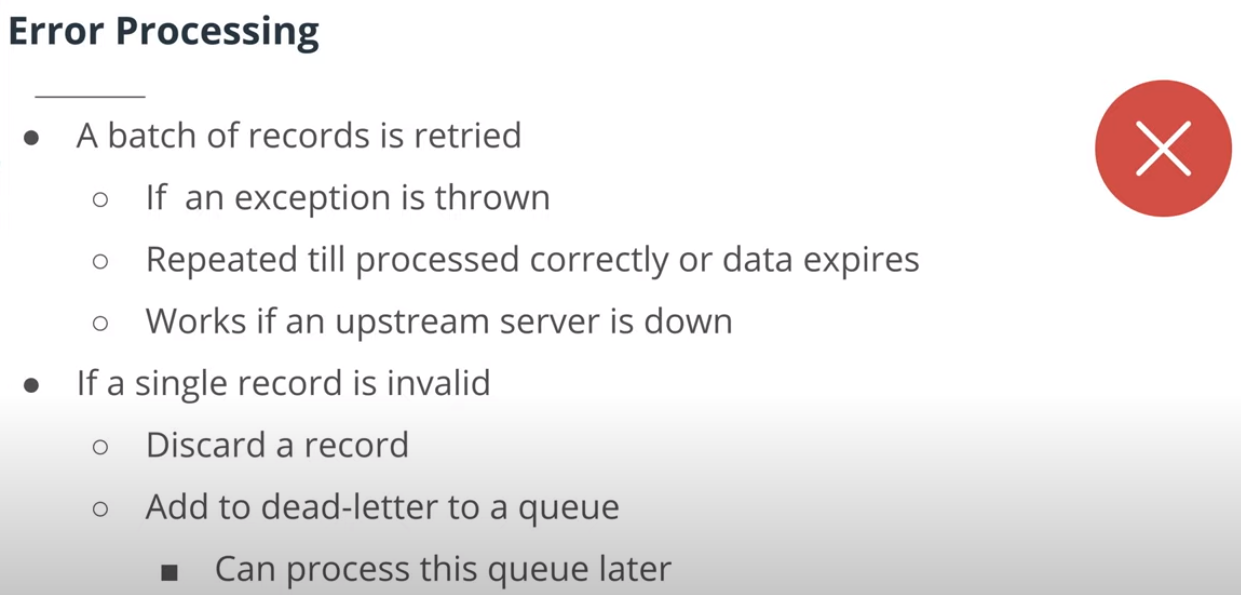 Error Processing
● A batch of records is retried
○ If an exception is thrown
○ Repeated till processed correctly or data expires
○ Works if an upstream server is down
● If a single record is invalid
○ Discard a record
○ Add to dead-letter to a queue
■ Can process this queue later